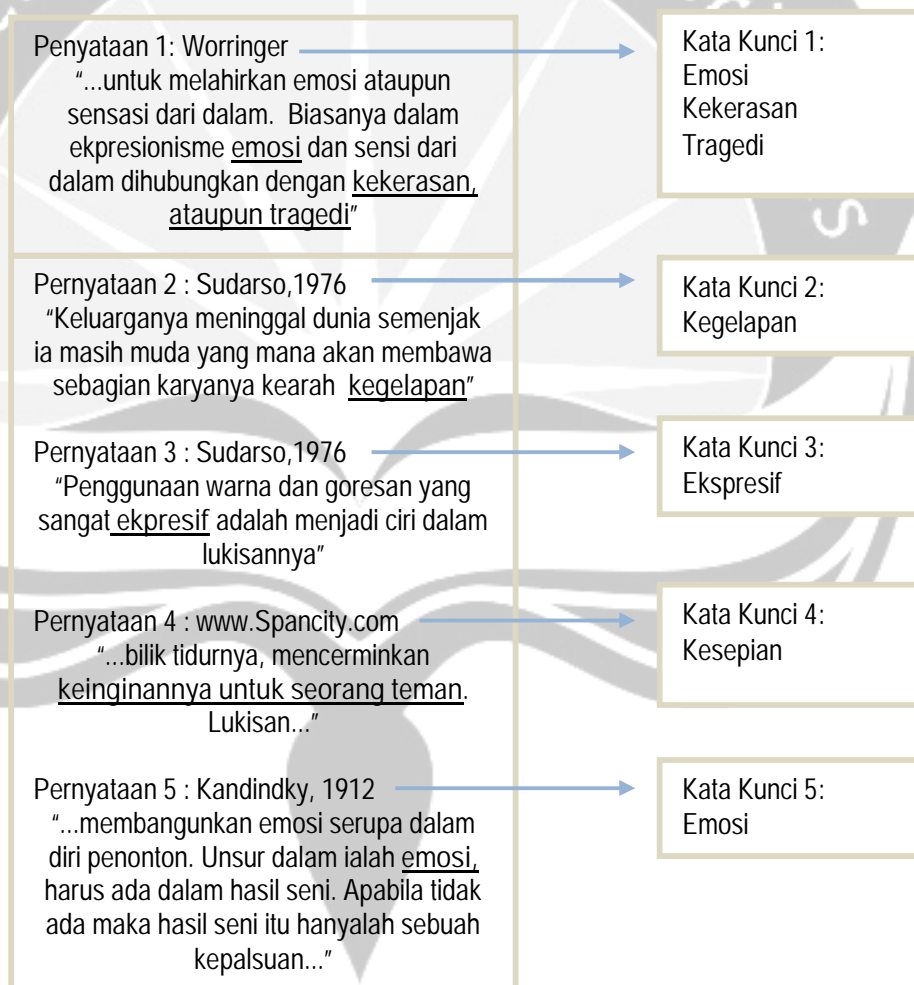 Penyataan 1: Worringer
“...untuk melahirkan emosi ataupun
sensasi dari dalam. Biasanya dalam
ekpresionisme emosi dan sensi dari
dalam dihubungkan dengan kekerasan,
ataupun tragedi”
Kata Kunci 1:
Emosi
Kekerasan
Tragedi
S
Pernyataan 2 : Sudarso,1976
“Keluarganya meninggal dunia semenjak
ia masih muda yang mana akan membawa
sebagian karyanya kearah kegelapan”
Kata Kunci 2:
Kegelapan
Pernyataan 3 : Sudarso,1976
“Penggunaan warna dan goresan yang
sangat ekpresif adalah menjadi ciri dalam
lukisannya”
Kata Kunci 3:
Ekspresif
Pernyataan 4 : www.Spancity.com
“...bilik tidurnya, mencerminkan
keinginannya untuk seorang teman.
Lukisan...”
Kata Kunci 4:
Kesepian
Pernyataan 5 : Kandindky, 1912
“...membangunkan emosi serupa dalam
diri penonton. Unsur dalam ialah emosi,
harus ada dalam hasil seni. Apabila tidak
ada maka hasil seni itu hanyalah sebuah
kepalsuan...”
Kata Kunci 5:
Emosi